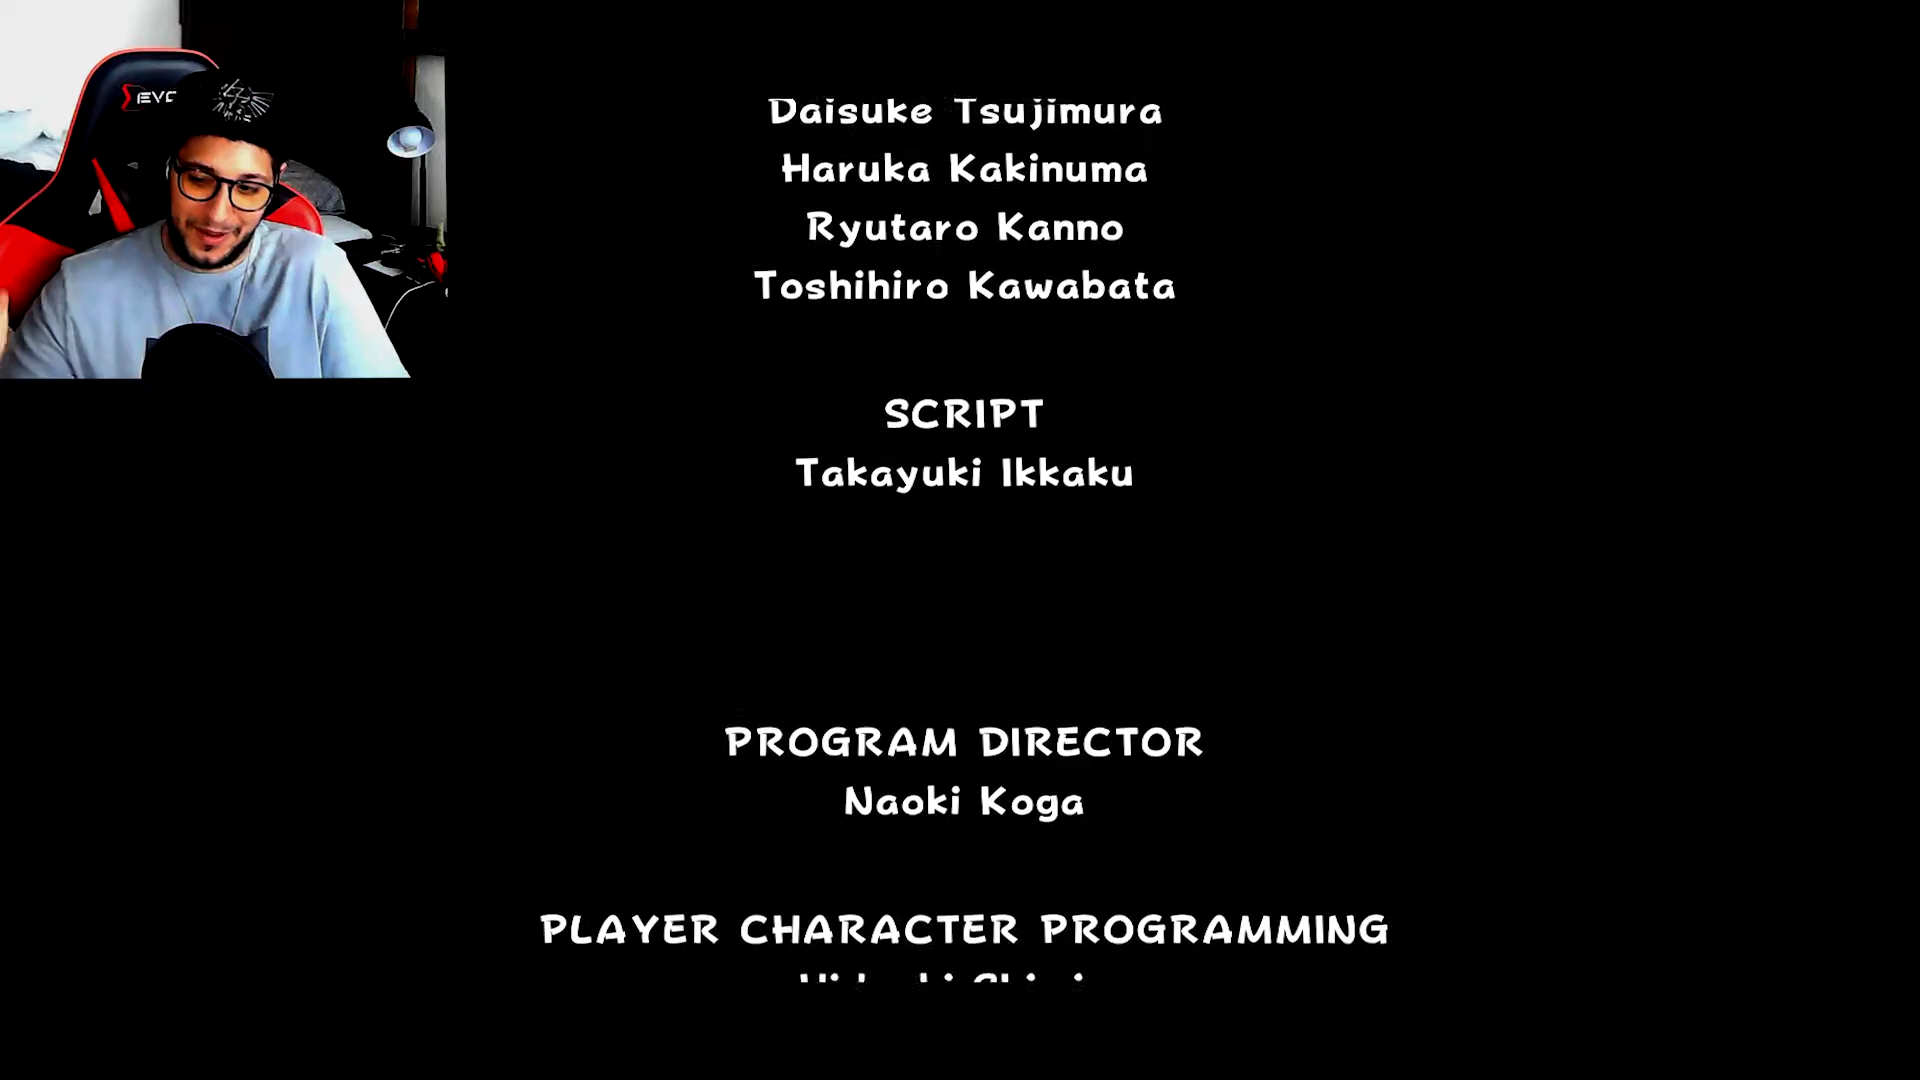 Daisuke Tsujimura
Haruka Kakinuma
Ryutaro Kanno
Toshihiro Kawabata
SCRIPT
Takayuki Ikkaku
PROGRAM DIRECTOR
Naoki Koga
PLAYER CHARACTER PROGRAMMING